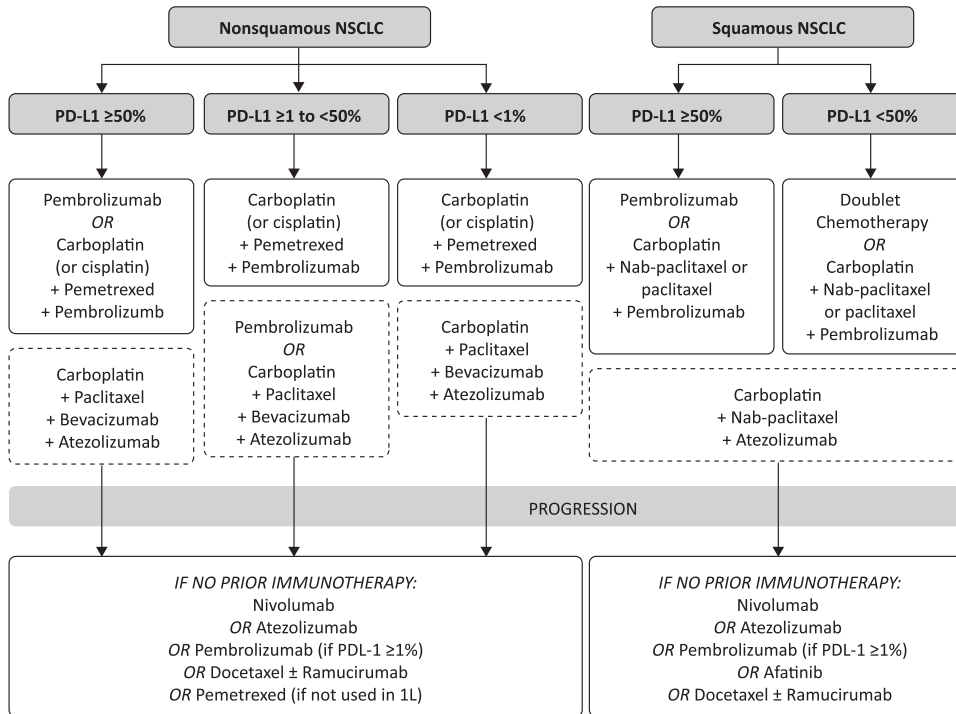 Nonsquamous NSCLC
Squamous NSCLC
PD-L1 ≥50%
PD-L1 ≥1 to <50%
PD-L1 <1%
PD-L1 ≥50%
PD-L1 <50%
Pembrolizumab
OR
Carboplatin
(or cisplatin)
+ Pemetrexed
+ Pembrolizumb
Carboplatin
(or cisplatin)
+ Pemetrexed
+ Pembrolizumab
Carboplatin
(or cisplatin)
+ Pemetrexed
+ Pembrolizumab
Pembrolizumab
OR
Carboplatin
+ Nab-paclitaxel or
paclitaxel
+ Pembrolizumab
Doublet
Chemotherapy
OR
Carboplatin
+ Nab-paclitaxel
or paclitaxel
+ Pembrolizumab
Carboplatin
+ Paclitaxel
+ Bevacizumab
+ Atezolizumab
Pembrolizumab
OR
Carboplatin
+ Paclitaxel
+ Bevacizumab
+ Atezolizumab
Carboplatin
+ Paclitaxel
+ Bevacizumab
+ Atezolizumab
Carboplatin
+ Nab-paclitaxel
+ Atezolizumab
PROGRESSION
IF NO PRIOR IMMUNOTHERAPY:
Nivolumab
OR Atezolizumab
OR Pembrolizumab (if PDL-1 ≥1%)
OR Docetaxel ± Ramucirumab
OR Pemetrexed (if not used in 1L)
IF NO PRIOR IMMUNOTHERAPY:
Nivolumab
OR Atezolizumab
OR Pembrolizumab (if PDL-1 ≥1%)
OR Afatinib
OR Docetaxel ± Ramucirumab